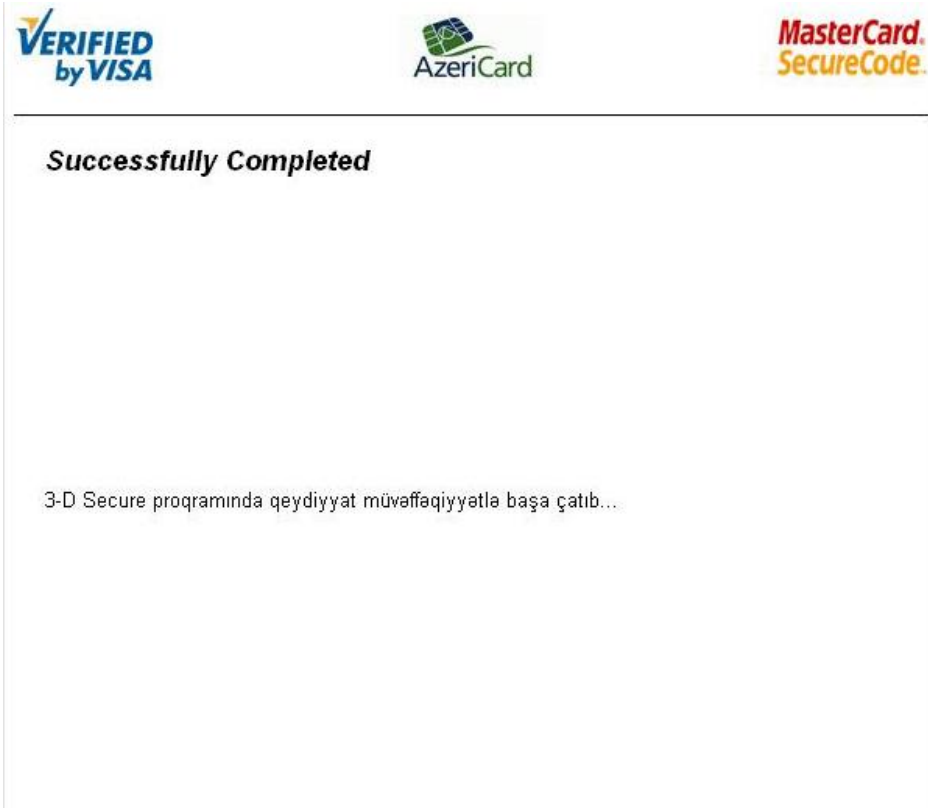 VERIFIED
by VISA
AzeriCard
MasterCard.
SecureCode.
Successfully Completed
3-D Secure proqramında qeydiyyat müvəffəqiyyətlə başa çatıb...